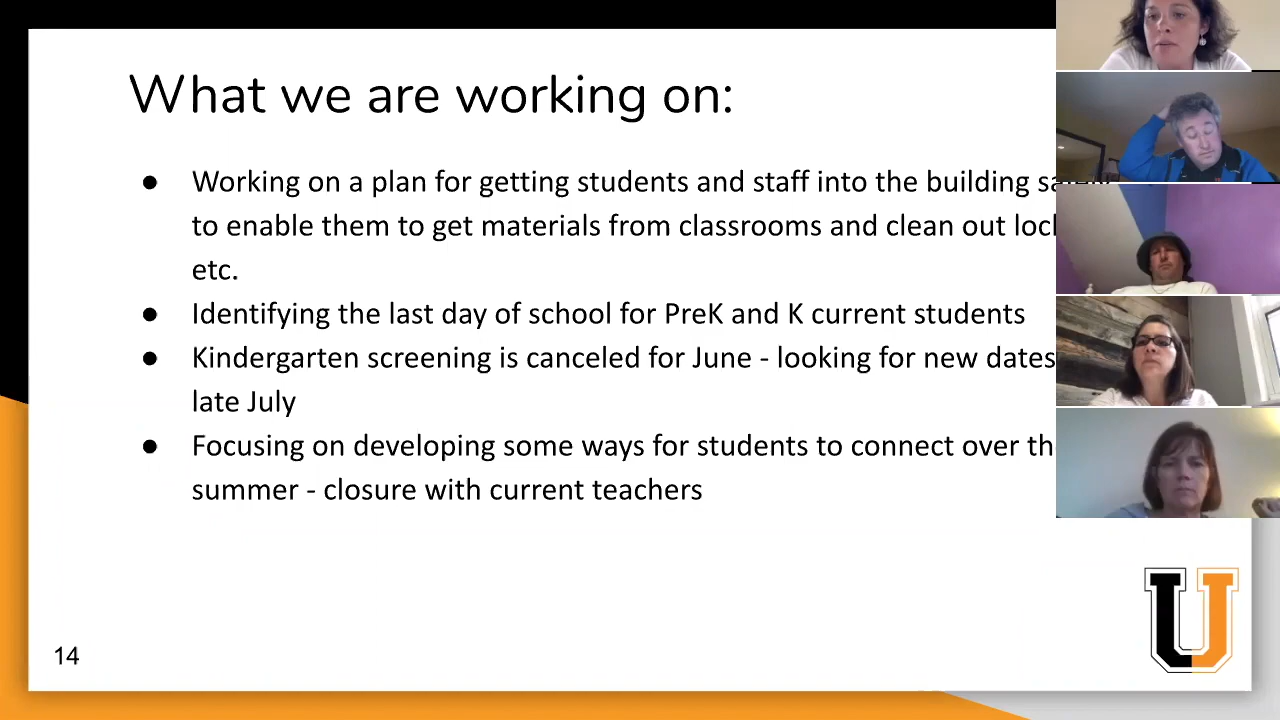 What we are working on:
● Working on a plan for getting students and staff into the building
to enable them to get materials from classrooms and clean out
etc.
● Identifying the last day of school for PreK and K current students
● Kindergarten screening is canceled for June - looking for new dates
late July
● Focusing on developing some ways for students to connect over
summer - closure with current teachers
U
14